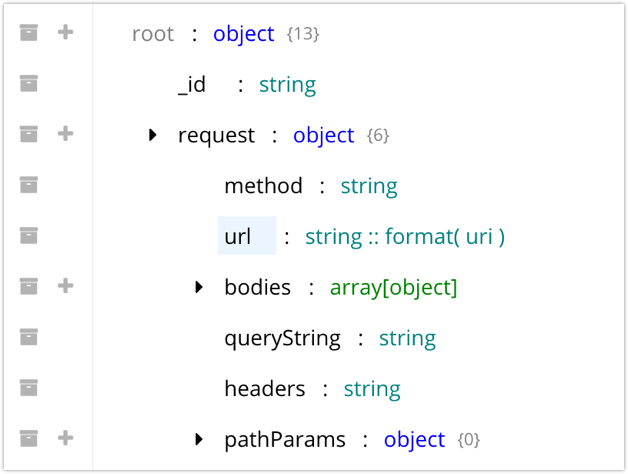 root : object {13}
_id : string
request : object {6}
method : string
url : string :: format( uri )
bodies : array[object]
queryString : string
headers : string
pathParams : object {0}